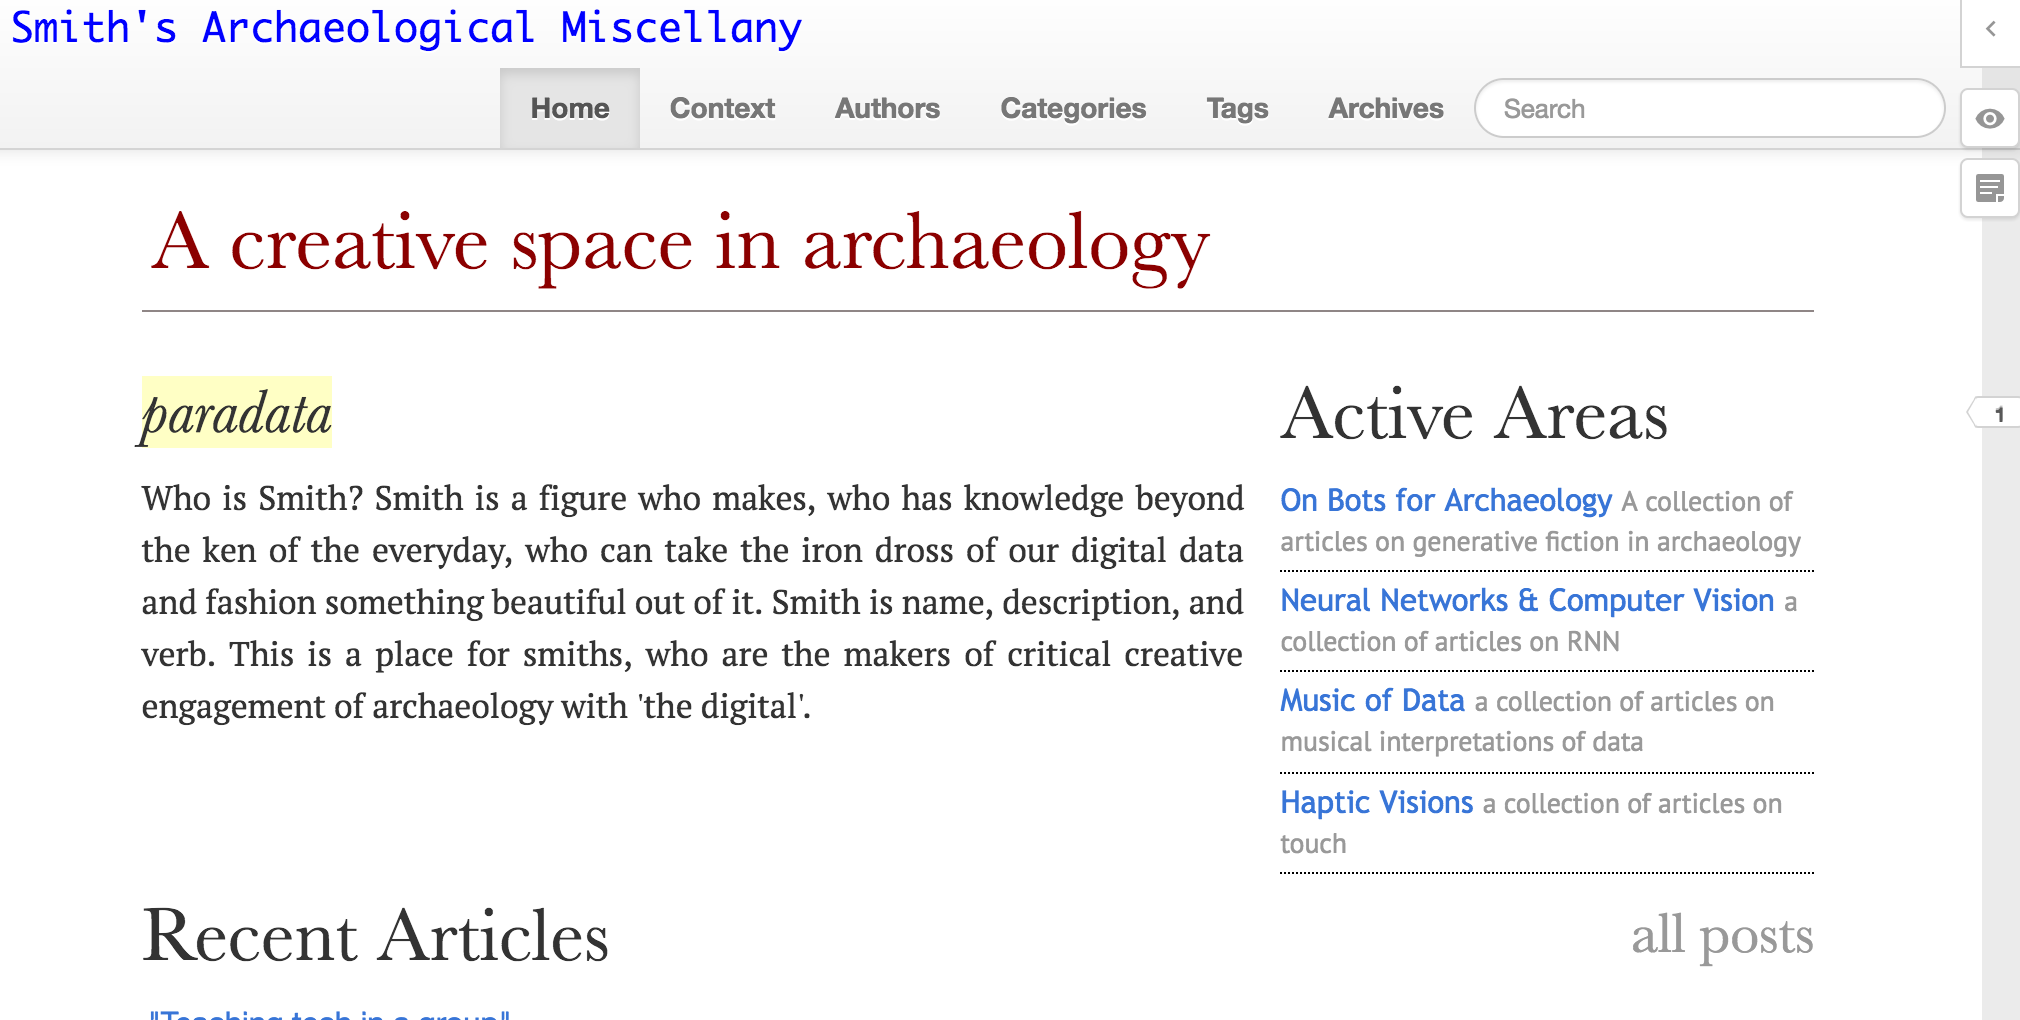 Smith's Archaeological Miscellany
Home Context Authors Categories Tags Archives Search
A creative space in archaeology
paradata
Who is Smith? Smith is a figure who makes, who has knowledge beyond
the ken of the everyday, who can take the iron dross of our digital data
and fashion something beautiful out of it. Smith is name, description, and
verb. This is a place for smiths, who are the makers of critical creative
engagement of archaeology with 'the digital'.
Active Areas
1
On Bots for Archaeology A collection of
articles on generative fiction in archaeology
Neural Networks & Computer Vision a
collection of articles on RNN
Music of Data a collection of articles on
musical interpretations of data
Haptic Visions a collection of articles on
touch
Recent Articles
all posts
"Teaching tech in a group"